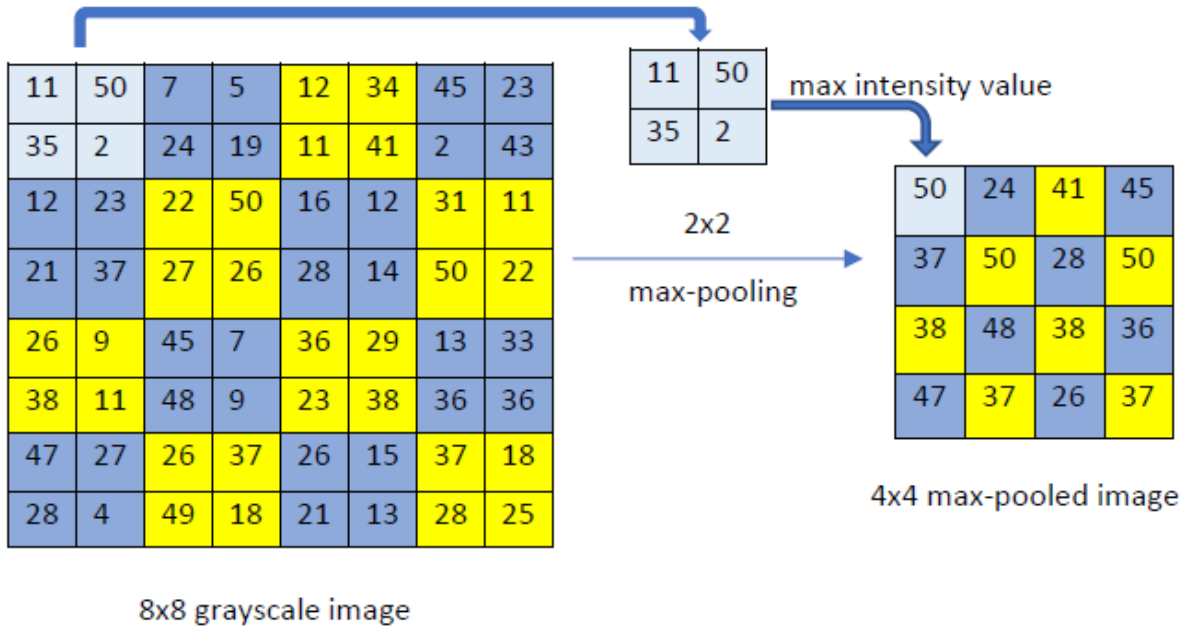 11 50 7 5 12 34 45 23
35 2 24 19 11 41 2 43
12 23 22 50 16 12 31 11
21 37 27 26 28 14 50 22
26 9 45 7 36 29 13 33
38 11 48 9 23 38 36 36
47 27 26 37 26 15 37 18
28 4 49 18 21 13 28 25
8x8 grayscale image
11 50
35 2
max intensity value
2x2
max-pooling
50 24 41 45
37 50 28 50
38 48 38 36
47 37 26 37
4x4 max-pooled image